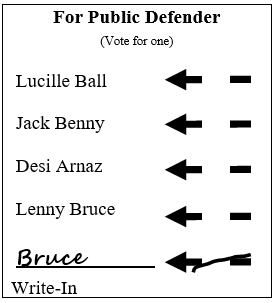 For Public Defender
(Vote for one)
Lucille Ball
Jack Benny
Desi Arnaz
Lenny Bruce
Bruce
Write-In